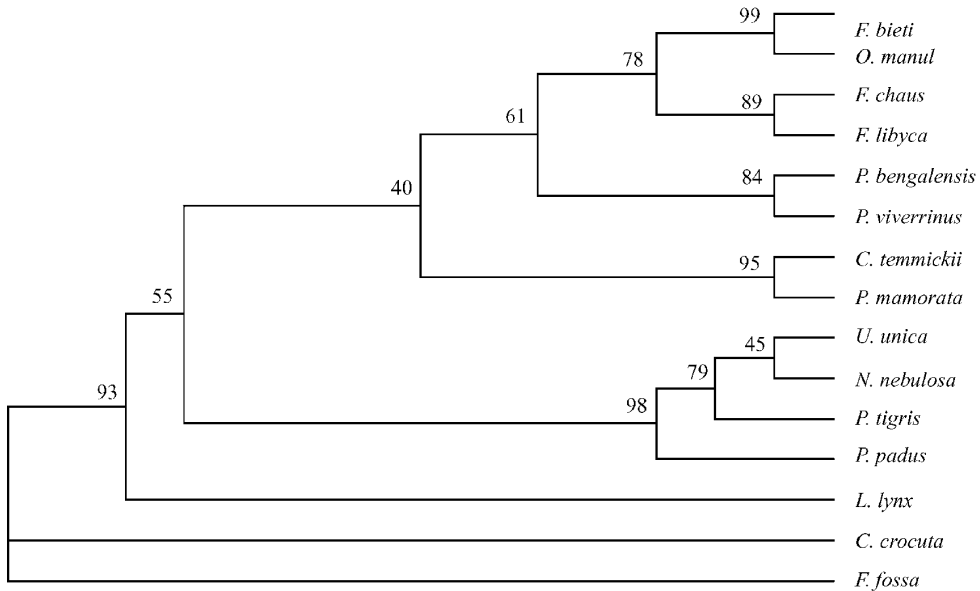 99
F. bieti
O. manul
78
89
F. chaus
F. libyca
61
84
P. bengalensis
P. viverrinus
40
95
C. temmickii
P. mamorata
55
45
U. unica
N. nebulosa
79
P. tigris
98
P. padus
93
L. lynx
C. crocuta
F. fossa